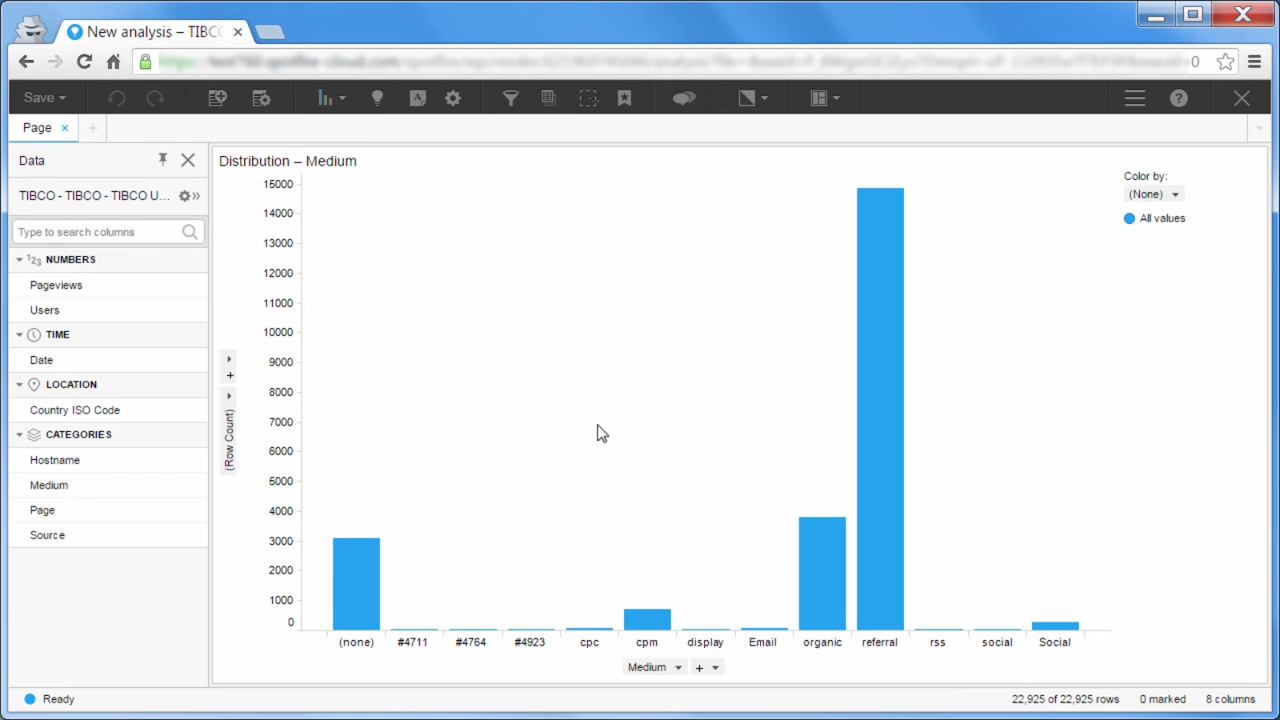 New analysis – TIBC
0
Save
Page
Data
TIBCO - TIBCO - TIBCO U...
Type to search columns
123 NUMBERS
Pageviews
Users
TIME
Date
LOCATION
Country ISO Code
CATEGORIES
Hostname
Medium
Page
Source
Distribution – Medium
15000
14000
13000
12000
11000
10000
9000
8000
7000
6000
5000
4000
3000
2000
1000
0
(Row Count)
(none) #4711 #4764 #4923 cpc cpm display Email organic referral rss social Social
Medium +
Color by:
(None)
All values
Ready
22,925 of 22,925 rows 0 marked 8 columns